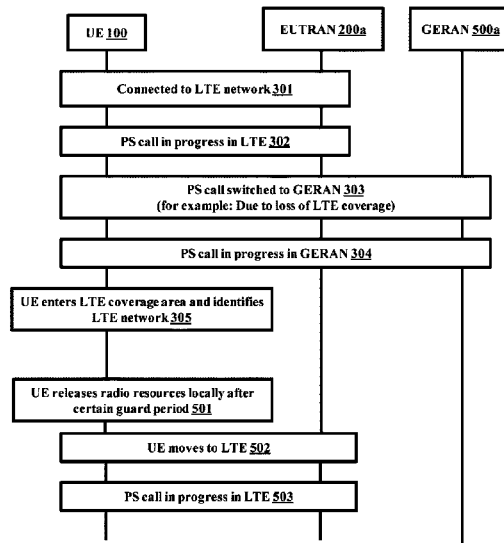 UE 100
EUTRAN 200a
GERAN 500a
Connected to LTE network 301
PS call in progress in LTE 302
PS call switched to GERAN 303
(for example: Due to loss of LTE coverage)
PS call in progress in GERAN 304
UE enters LTE coverage area and identifies
LTE network 305
UE releases radio resources locally after
certain guard period 501
UE moves to LTE 502
PS call in progress in LTE 503